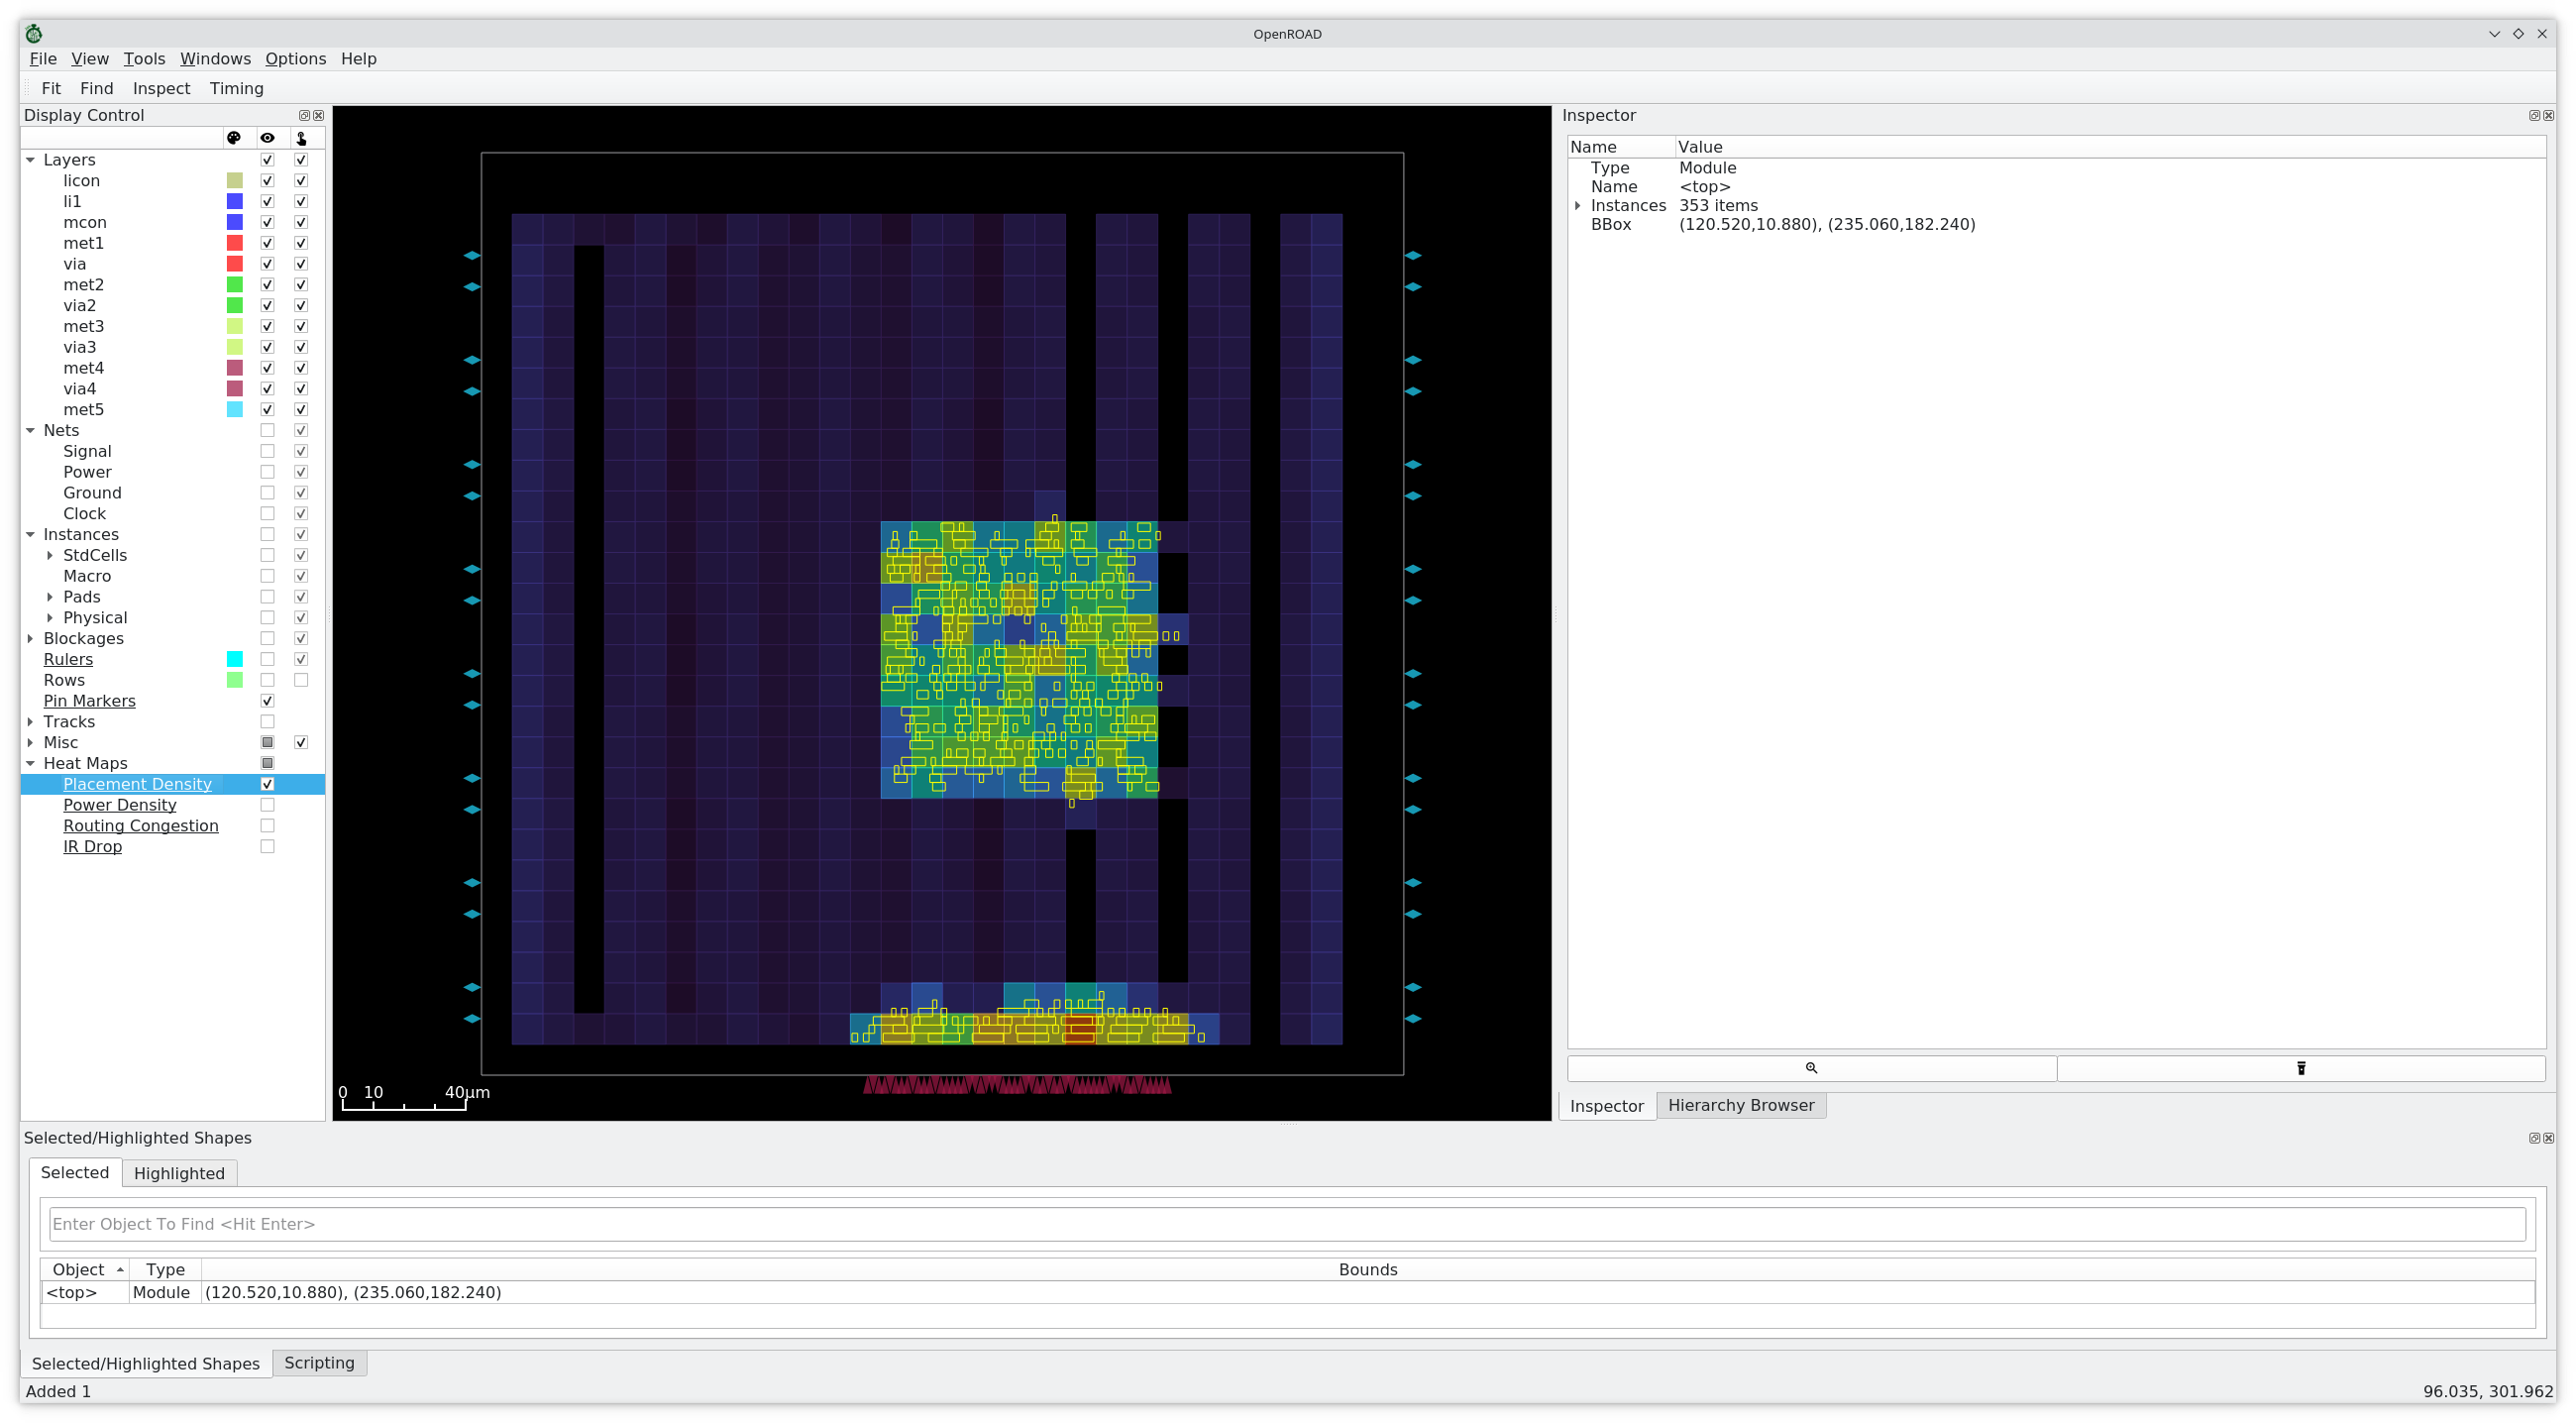 OpenROAD
File View Tools Windows Options Help
Fit Find Inspect Timing
Display Control
Layers
licon
li1
mcon
met1
via
met2
via2
met3
via3
met4
via4
met5
Nets
Signal
Power
Ground
Clock
Instances
StdCells
Macro
Pads
Physical
Blockages
Rulers
Rows
Pin Markers
Tracks
Misc
Heat Maps
Placement Density
Power Density
Routing Congestion
IR Drop
0 10 40μm
Inspector
Name Value
Type Module
Name <top>
Instances 353 items
BBox (120.520,10.880), (235.060,182.240)
Inspector Hierarchy Browser
Selected/Highlighted Shapes
Selected Highlighted
Enter Object To Find <Hit Enter>
Object Type Bounds
<top> Module (120.520,10.880), (235.060,182.240)
Selected/Highlighted Shapes Scripting
Added 1 96.035, 301.962